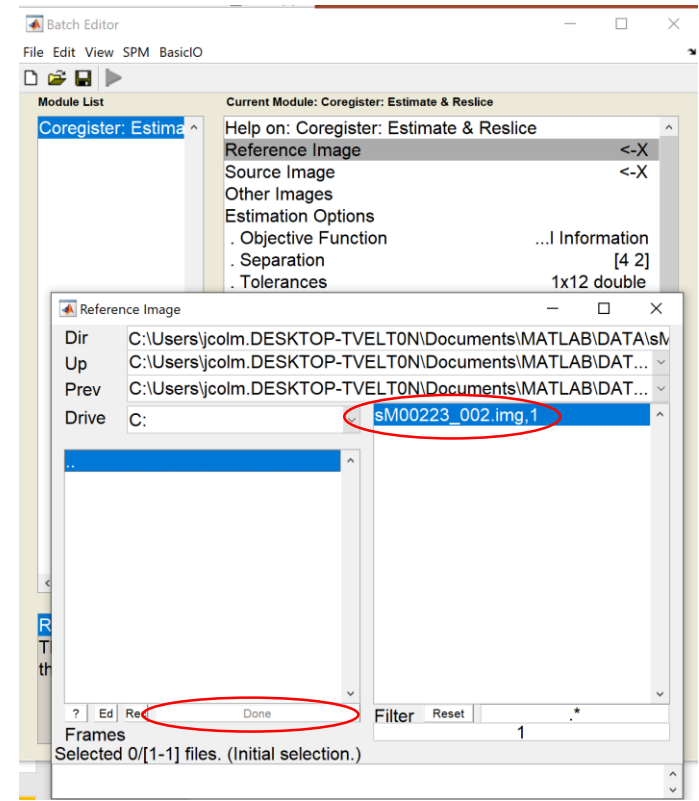 Batch Editor
File Edit View SPM BasicIO
Module List
Current Module: Coregister: Estimate & Reslice
Coregister: Estima
Help on: Coregister: Estimate & Reslice
Reference Image <-X
Source Image <-X
Other Images
Estimation Options
. Objective Function ...l Information
. Separation [4 2]
. Tolerances 1x12 double
Reference Image
Dir C:\Users\jcolm.DESKTOP-TVELT0N\Documents\MATLAB\DATA\sM
Up C:\Users\jcolm.DESKTOP-TVELT0N\Documents\MATLAB\DAT...
Prev C:\Users\jcolm.DESKTOP-TVELT0N\Documents\MATLAB\DAT...
Drive C:
sM00223_002.img,1
..
R
T
th
? Ed Rec Done
Filter Reset .*
Frames 1
Selected 0/[1-1] files. (Initial selection.)